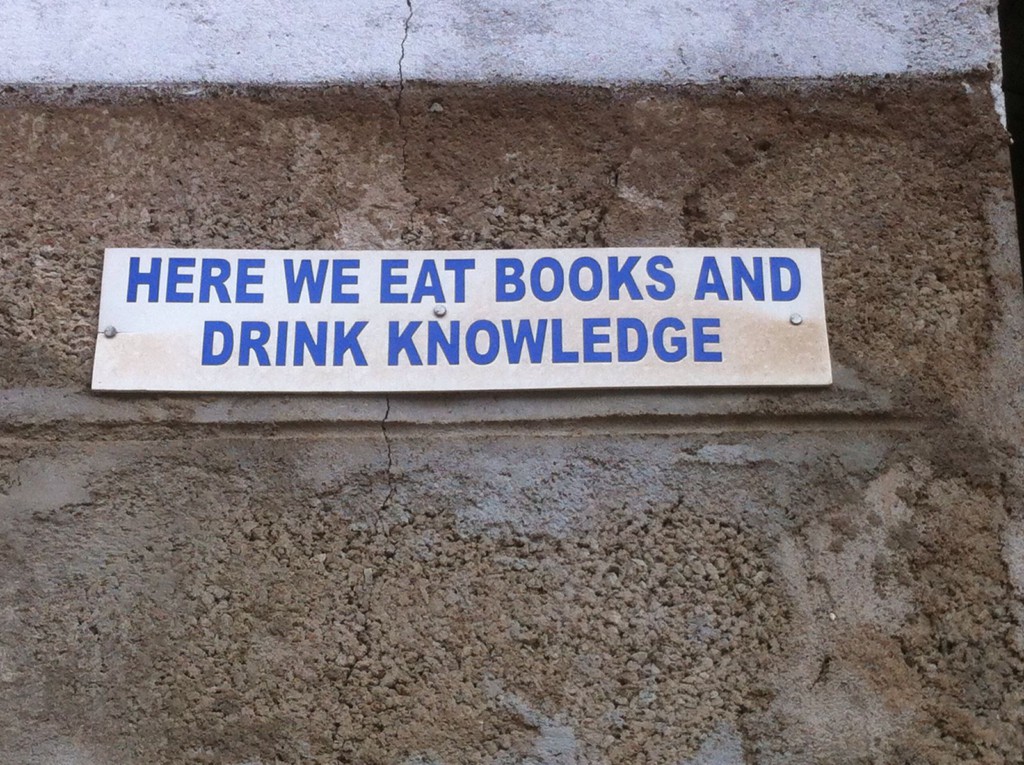 HERE WE EAT BOOKS AND
DRINK KNOWLEDGE